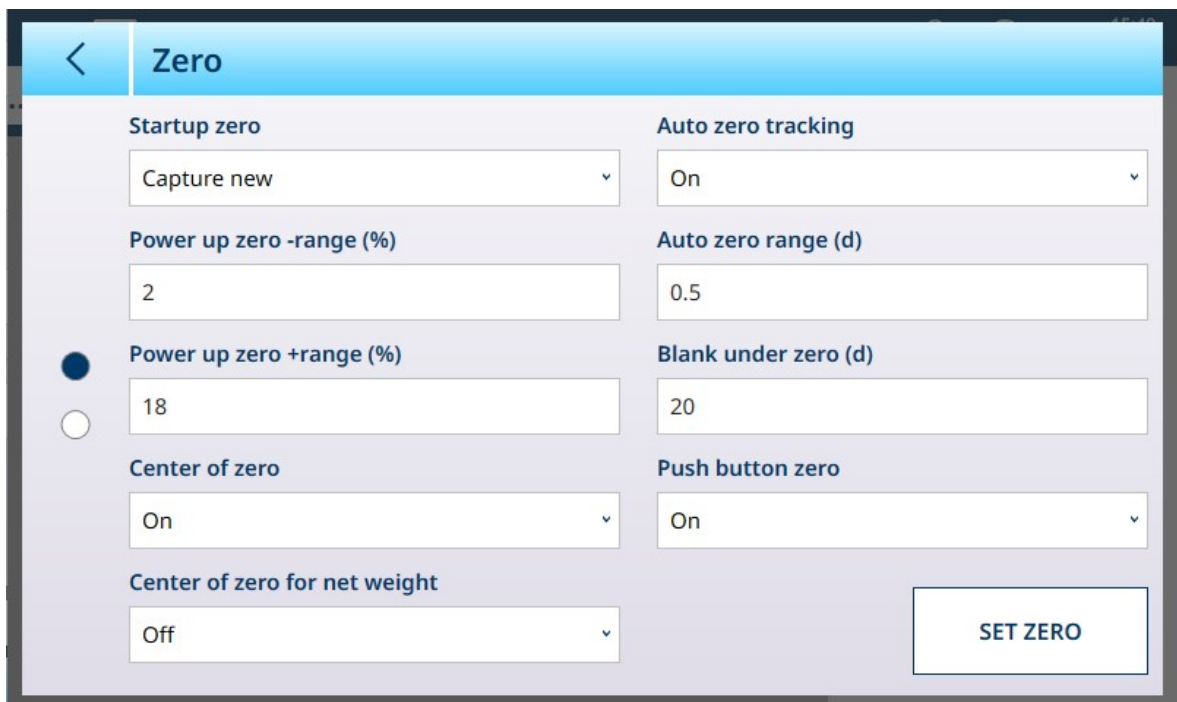 Zero
Startup zero
Capture new
Power up zero -range (%)
2
Power up zero +range (%)
18
Center of zero
On
Center of zero for net weight
Off
Auto zero tracking
On
Auto zero range (d)
0.5
Blank under zero (d)
20
Push button zero
On
SET ZERO